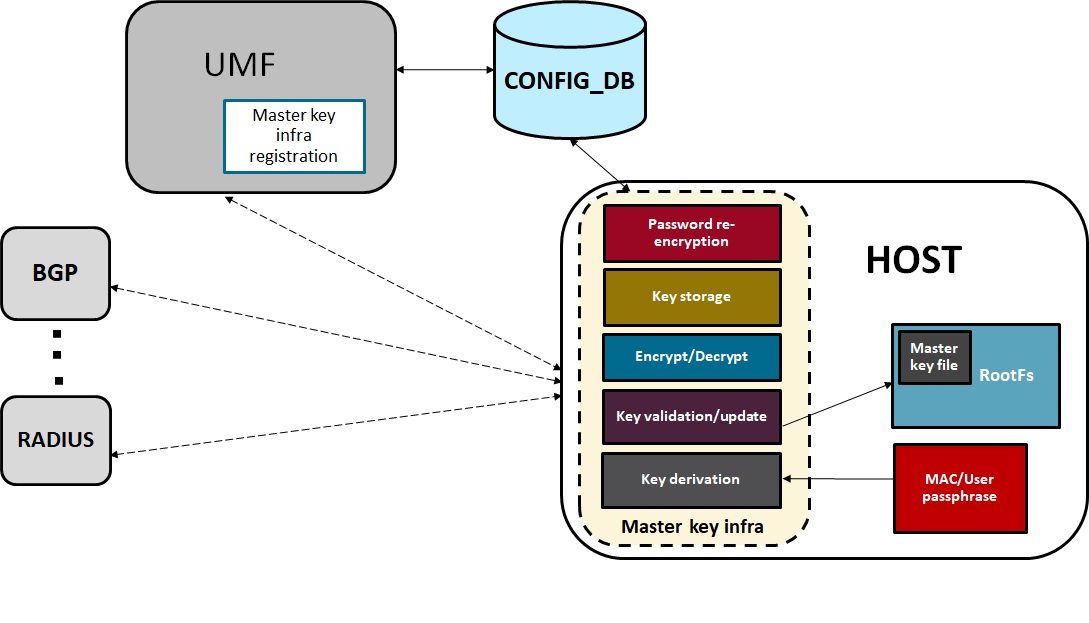 UMF
Master key
infra
registration
CONFIG_DB
BGP
RADIUS
HOST
Password re-
encryption
Key storage
Encrypt/Decrypt
Key validation/update
Key derivation
Master key infra
Master
key file
RootFs
MAC/User
passphrase